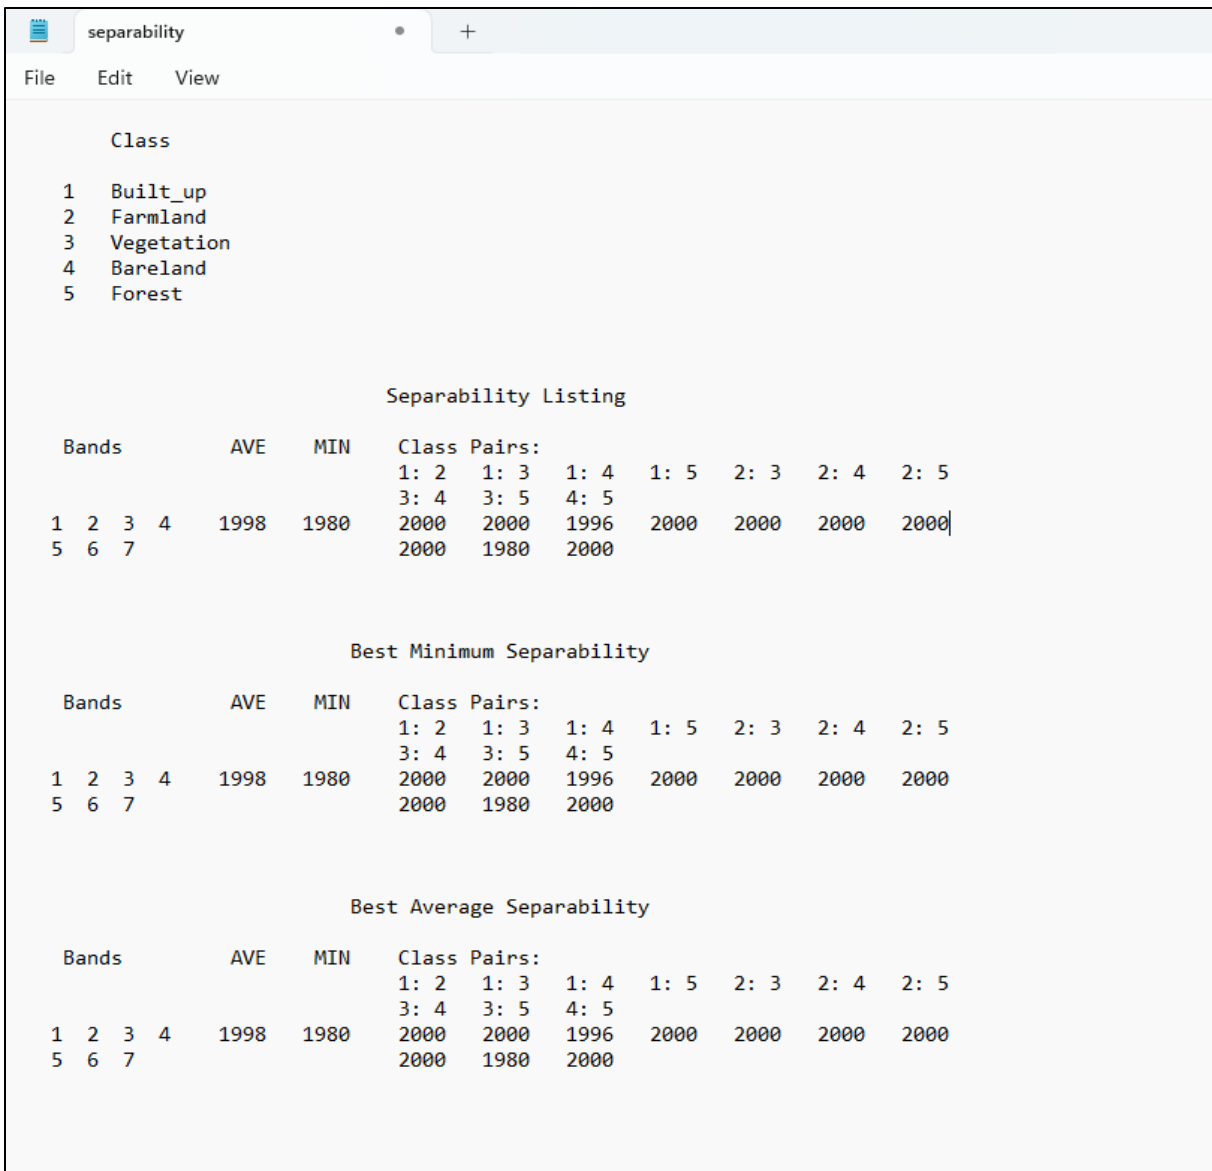 separability
File Edit View
Class
1 Built_up
2 Farmland
3 Vegetation
4 Bareland
5 Forest
Separability Listing
Bands AVE MIN Class Pairs:
1: 2 1: 3 1: 4 1: 5 2: 3 2: 4 2: 5
3: 4 3: 5 4: 5
1 2 3 4 1998 1980 2000 2000 1996 2000 2000 2000 2000
5 6 7 2000 1980 2000
Best Minimum Separability
Bands AVE MIN Class Pairs:
1: 2 1: 3 1: 4 1: 5 2: 3 2: 4 2: 5
3: 4 3: 5 4: 5
1 2 3 4 1998 1980 2000 2000 1996 2000 2000 2000 2000
5 6 7 2000 1980 2000
Best Average Separability
Bands AVE MIN Class Pairs:
1: 2 1: 3 1: 4 1: 5 2: 3 2: 4 2: 5
3: 4 3: 5 4: 5
1 2 3 4 1998 1980 2000 2000 1996 2000 2000 2000 2000
5 6 7 2000 1980 2000